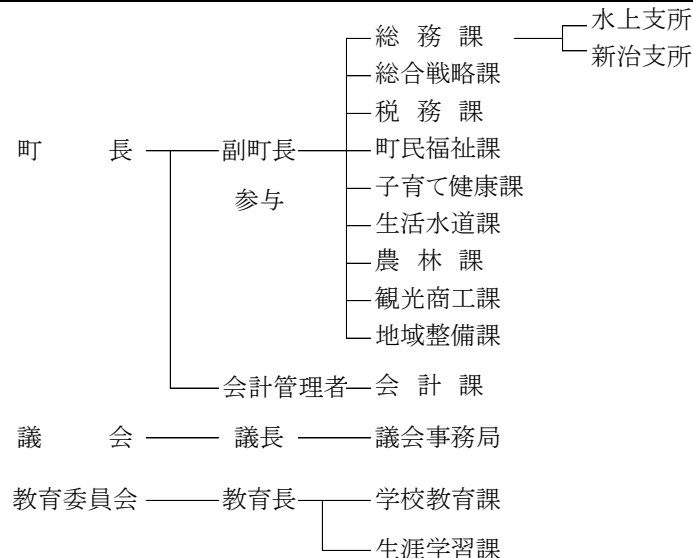 総務課 水上支所
新治支所
総合戦略課
税務課
町長 副町長 町民福祉課
参与 子育て健康課
生活水道課
農林課
観光商工課
地域整備課
会計管理者 会計課
議会 議長 議会事務局
教育委員会 教育長 学校教育課
生涯学習課